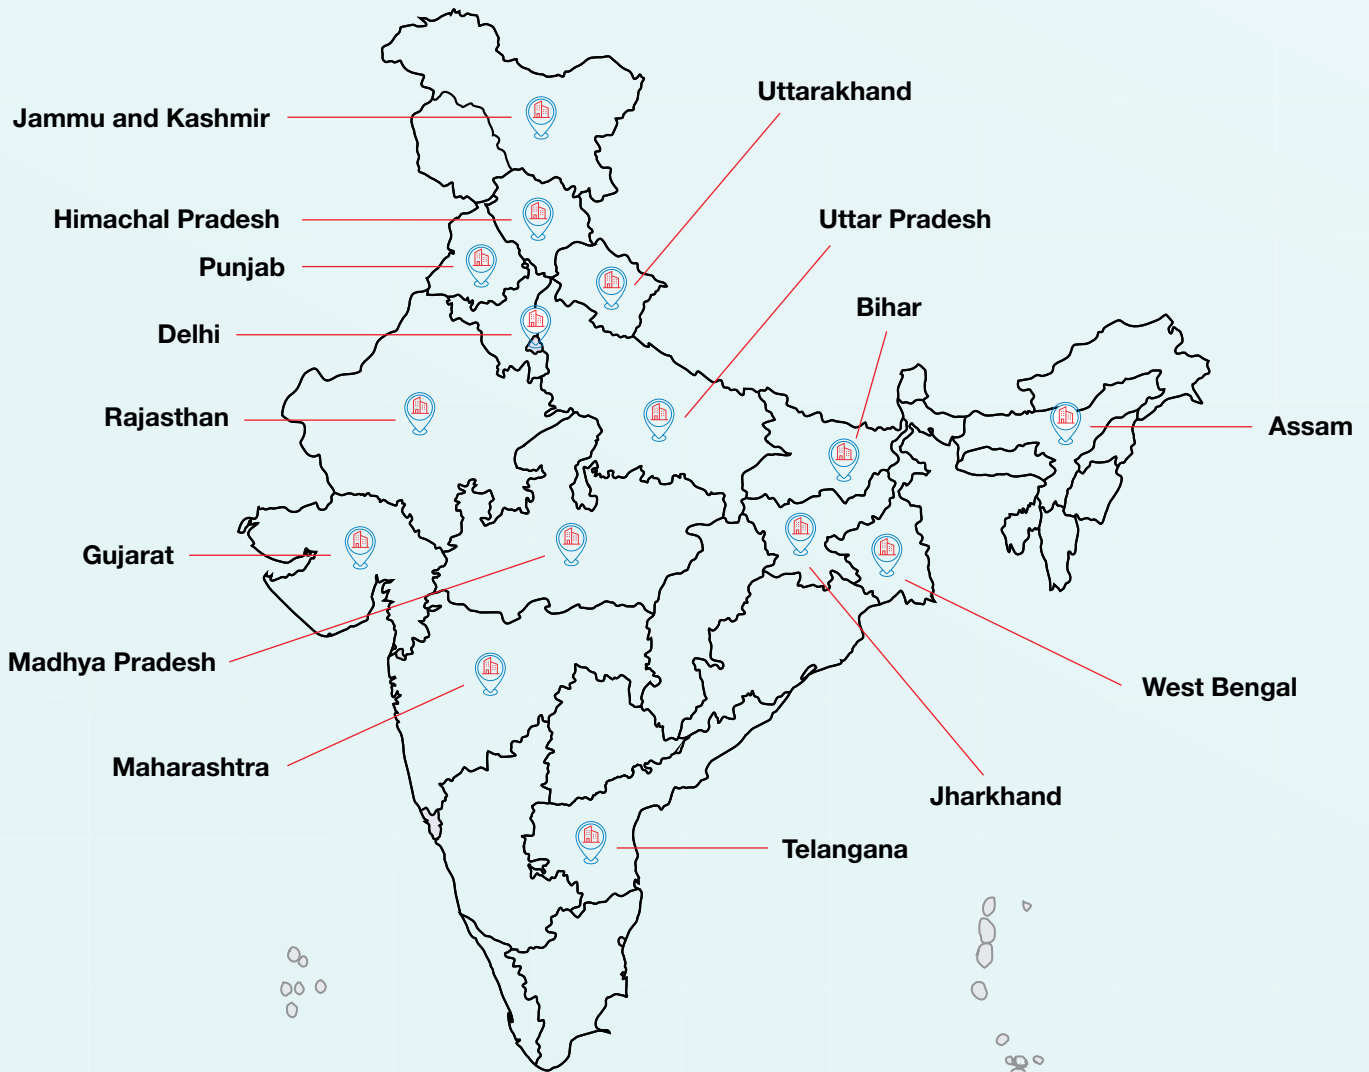 Uttarakhand
Jammu and Kashmir
Himachal Pradesh
Uttar Pradesh
Punjab
Bihar
Delhi
Rajasthan
Assam
Gujarat
Madhya Pradesh
West Bengal
Maharashtra
Jharkhand
Telangana